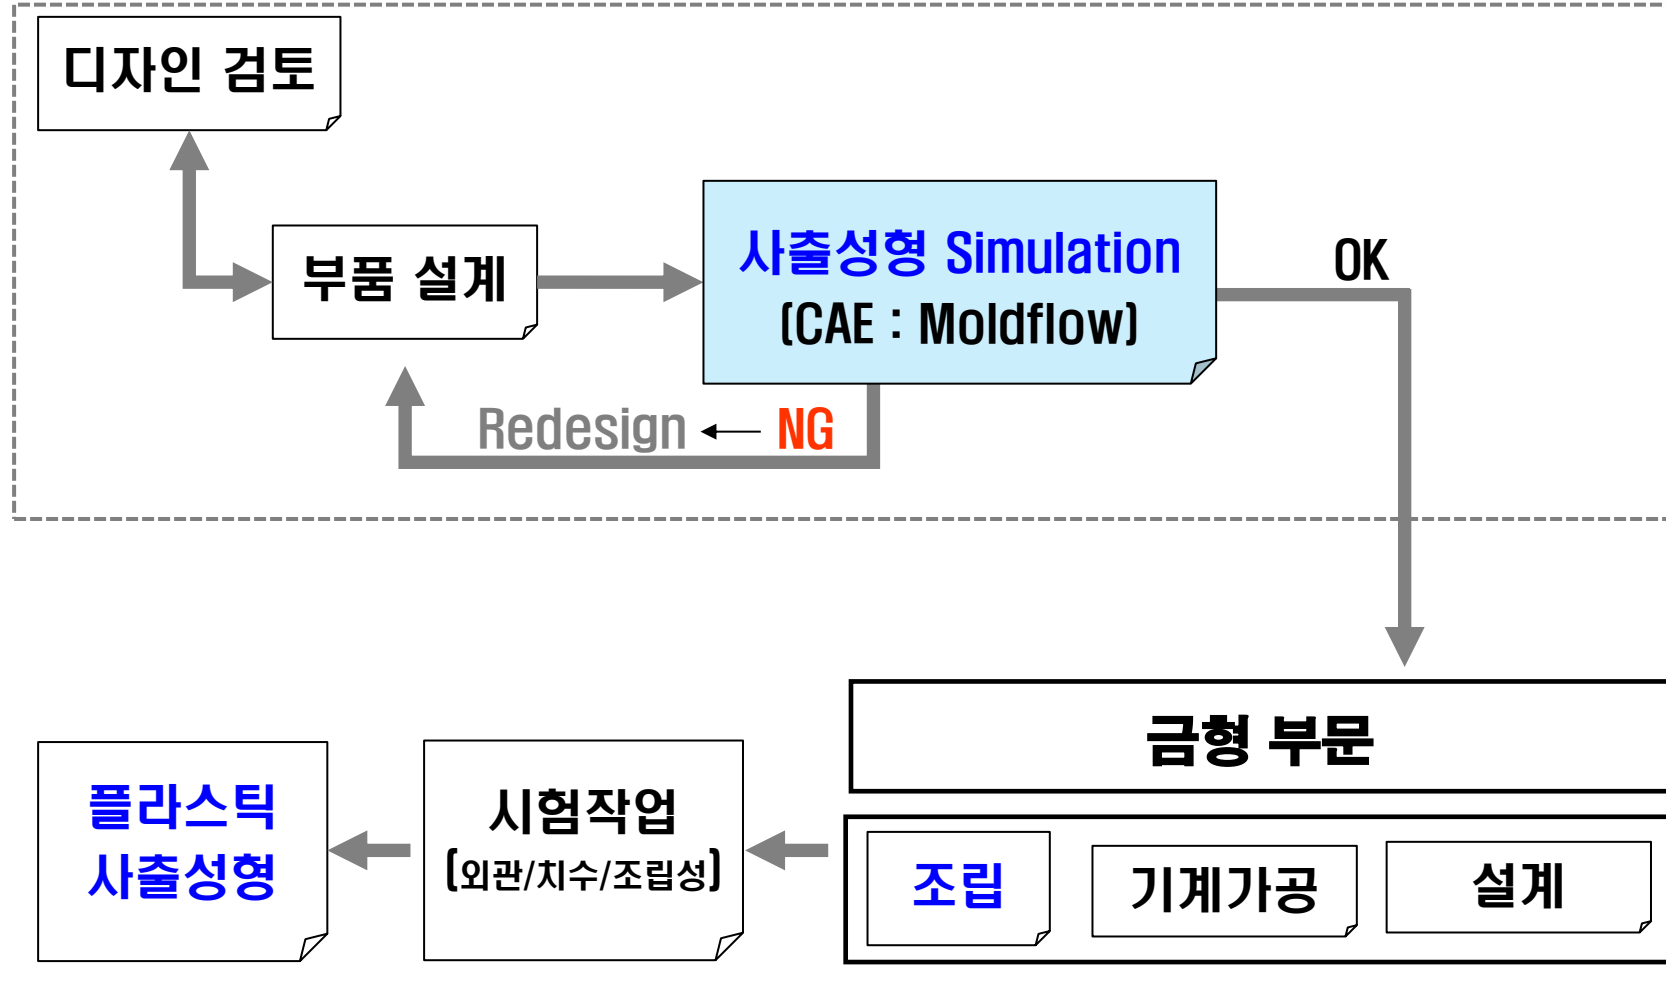 디자인 검토
부품 설계
사출성형 Simulation
(CAE : Moldflow)
OK
Redesign
NG
금형 부문
플라스틱
사출성형
시험작업
(외관/치수/조립성)
조립
기계가공
설계